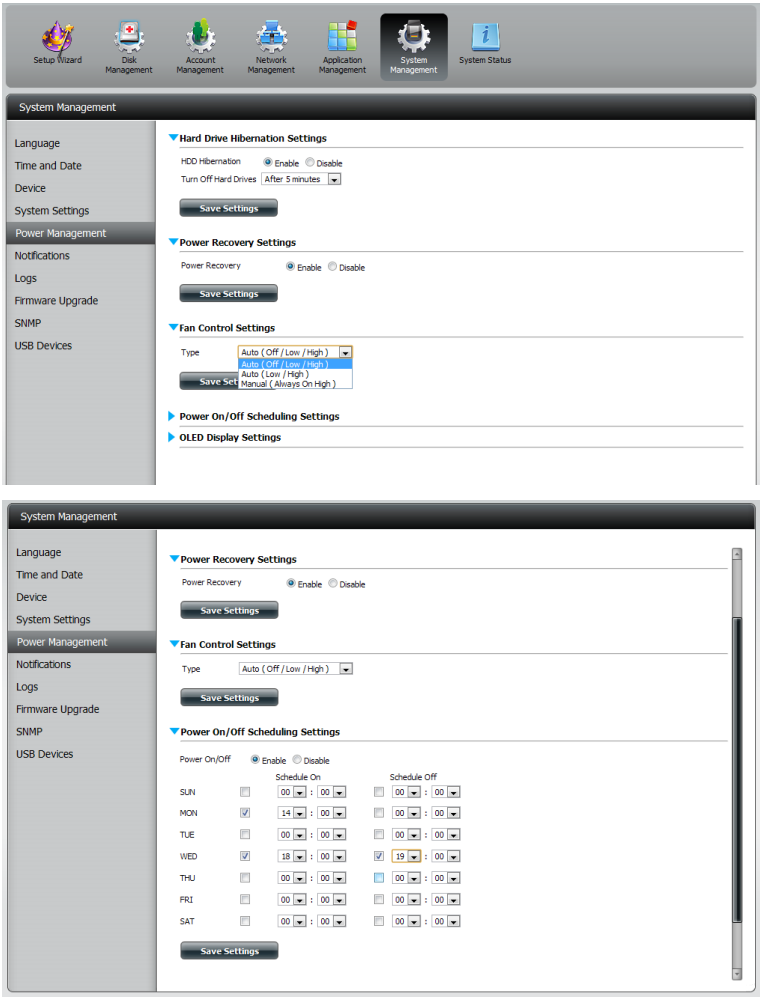 Setup Wizard
Disk Management
Account Management
Network Management
Application Management
System Management
System Status
System Management
Language
Time and Date
Device
System Settings
Power Management
Notifications
Logs
Firmware Upgrade
SNMP
USB Devices
Hard Drive Hibernation Settings
HDD Hibernation Enable Disable
Turn Off Hard Drives After 5 minutes
Save Settings
Power Recovery Settings
Power Recovery Enable Disable
Save Settings
Fan Control Settings
Type Auto ( Off / Low / High )
Auto ( Off / Low / High )
Auto ( Low / High )
Manual ( Always On High )
Save Set
Power On/Off Scheduling Settings
OLED Display Settings
System Management
Language
Time and Date
Device
System Settings
Power Management
Notifications
Logs
Firmware Upgrade
SNMP
USB Devices
Power Recovery Settings
Power Recovery Enable Disable
Save Settings
Fan Control Settings
Type Auto ( Off / Low / High )
Save Settings
Power On/Off Scheduling Settings
Power On/Off Enable Disable
Schedule On Schedule Off
SUN 00 : 00 00 : 00
MON 14 : 00 00 : 00
TUE 00 : 00 00 : 00
WED 18 : 00 19 : 00
THU 00 : 00 00 : 00
FRI 00 : 00 00 : 00
SAT 00 : 00 00 : 00
Save Settings